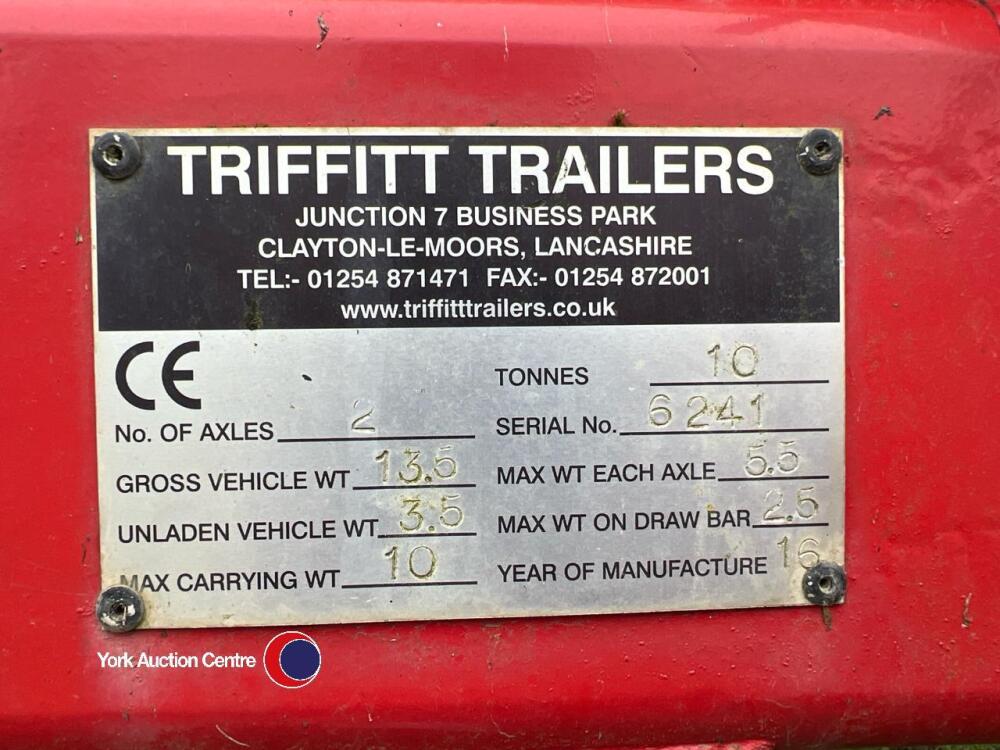 TRIFFITT TRAILERS
JUNCTION 7 BUSINESS PARK
CLAYTON-LE-MOORS, LANCASHIRE
TEL:- 01254 871471 FAX:- 01254 872001
www.triffitttrailers.co.uk
CE
TONNES 10
No. OF AXLES 2
SERIAL No. 6241
GROSS VEHICLE WT 13.5
MAX WT EACH AXLE 5.5
UNLADEN VEHICLE WT 3.5
MAX WT ON DRAW BAR 2.5
MAX CARRYING WT 10
YEAR OF MANUFACTURE 16
York Auction Centre